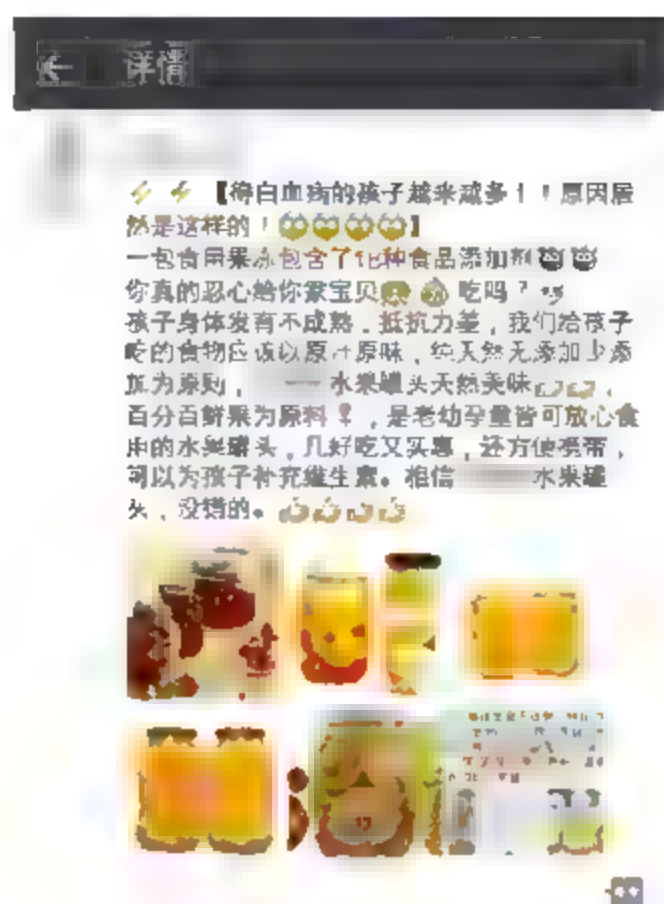 详情
【得白血病的孩子越来越多！！原因居
然是这样的！】
一包食用果冻包含了16种食品添加剂
你真的忍心给你家宝贝 吃吗？
孩子身体发育不成熟，抵抗力差，我们给孩子
吃的食物应该以原汁原味，纯天然无添加少添
加为原则， 水果罐头天然美味，
百分百鲜果为原料，是老幼孕童皆可放心食
用的水果罐头，几好吃又实惠，还方便携带，
可以为孩子补充维生素。相信 水果罐
头，没错的。